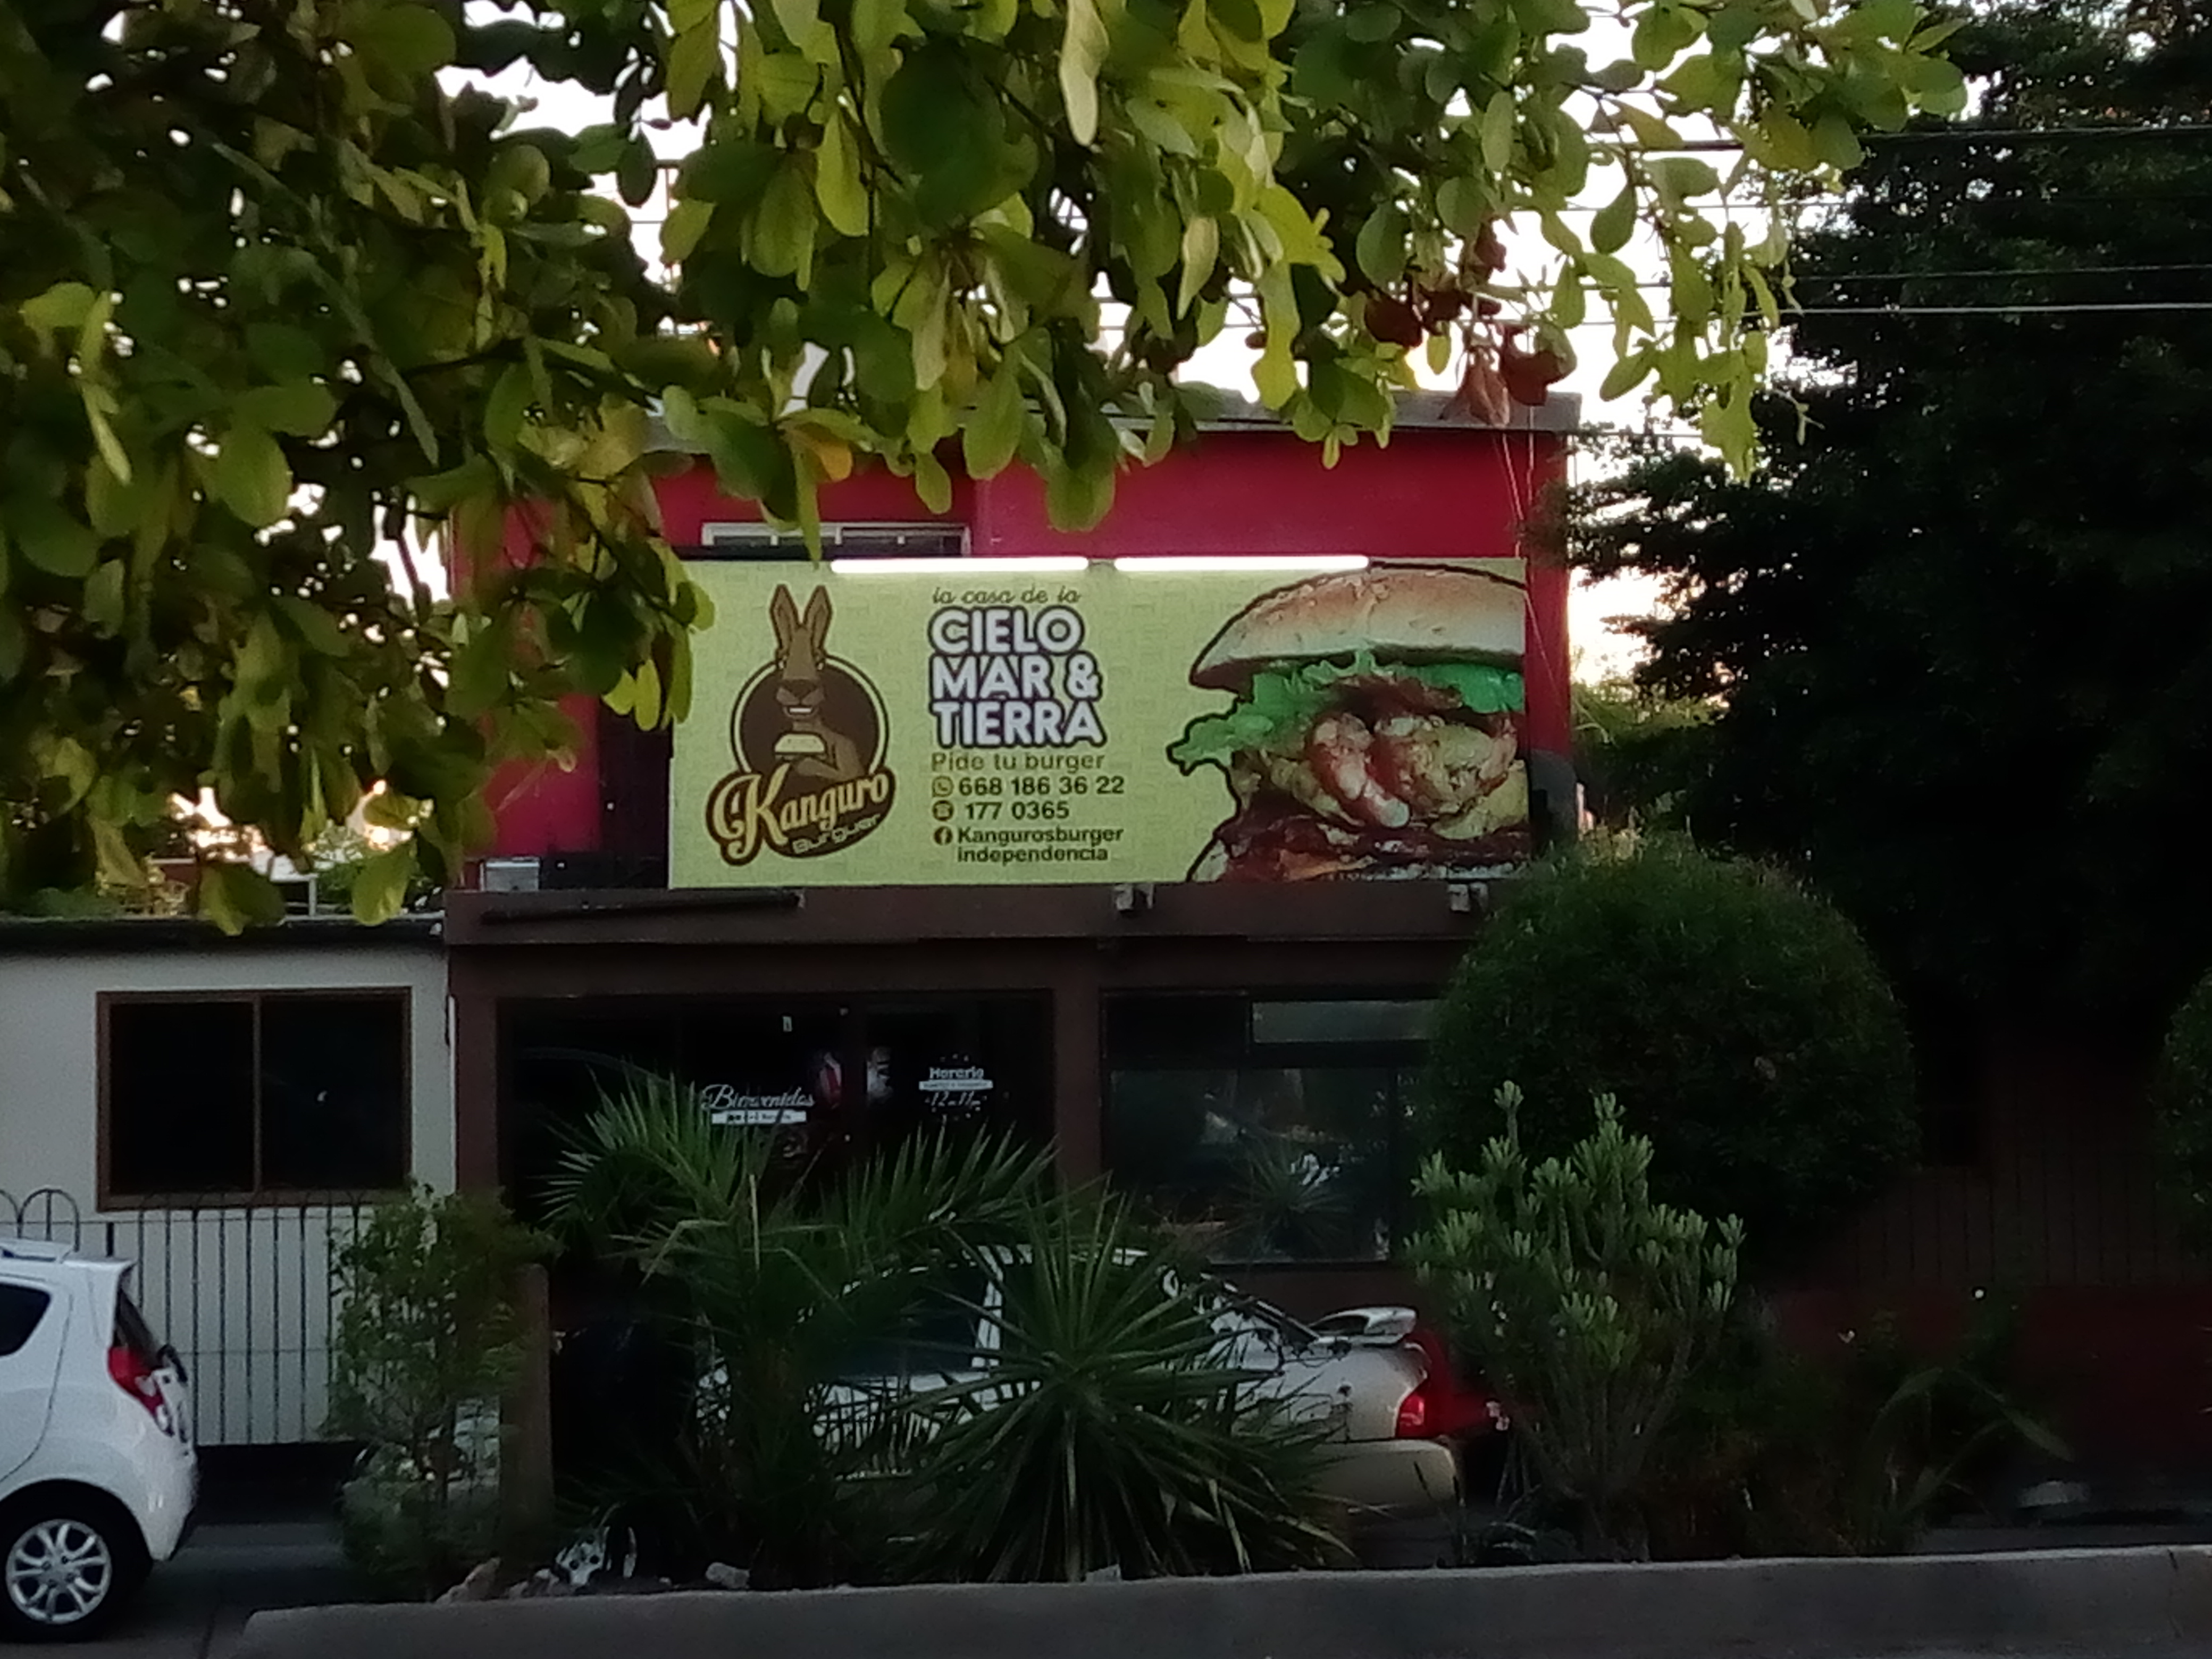 Kanguro
Burguer
la casa de la
CIELO
MAR &
TIERRA
Pide tu burger
668 186 36 22
177 0365
Kangurosburger
independencia
Bienvenidos
Horario